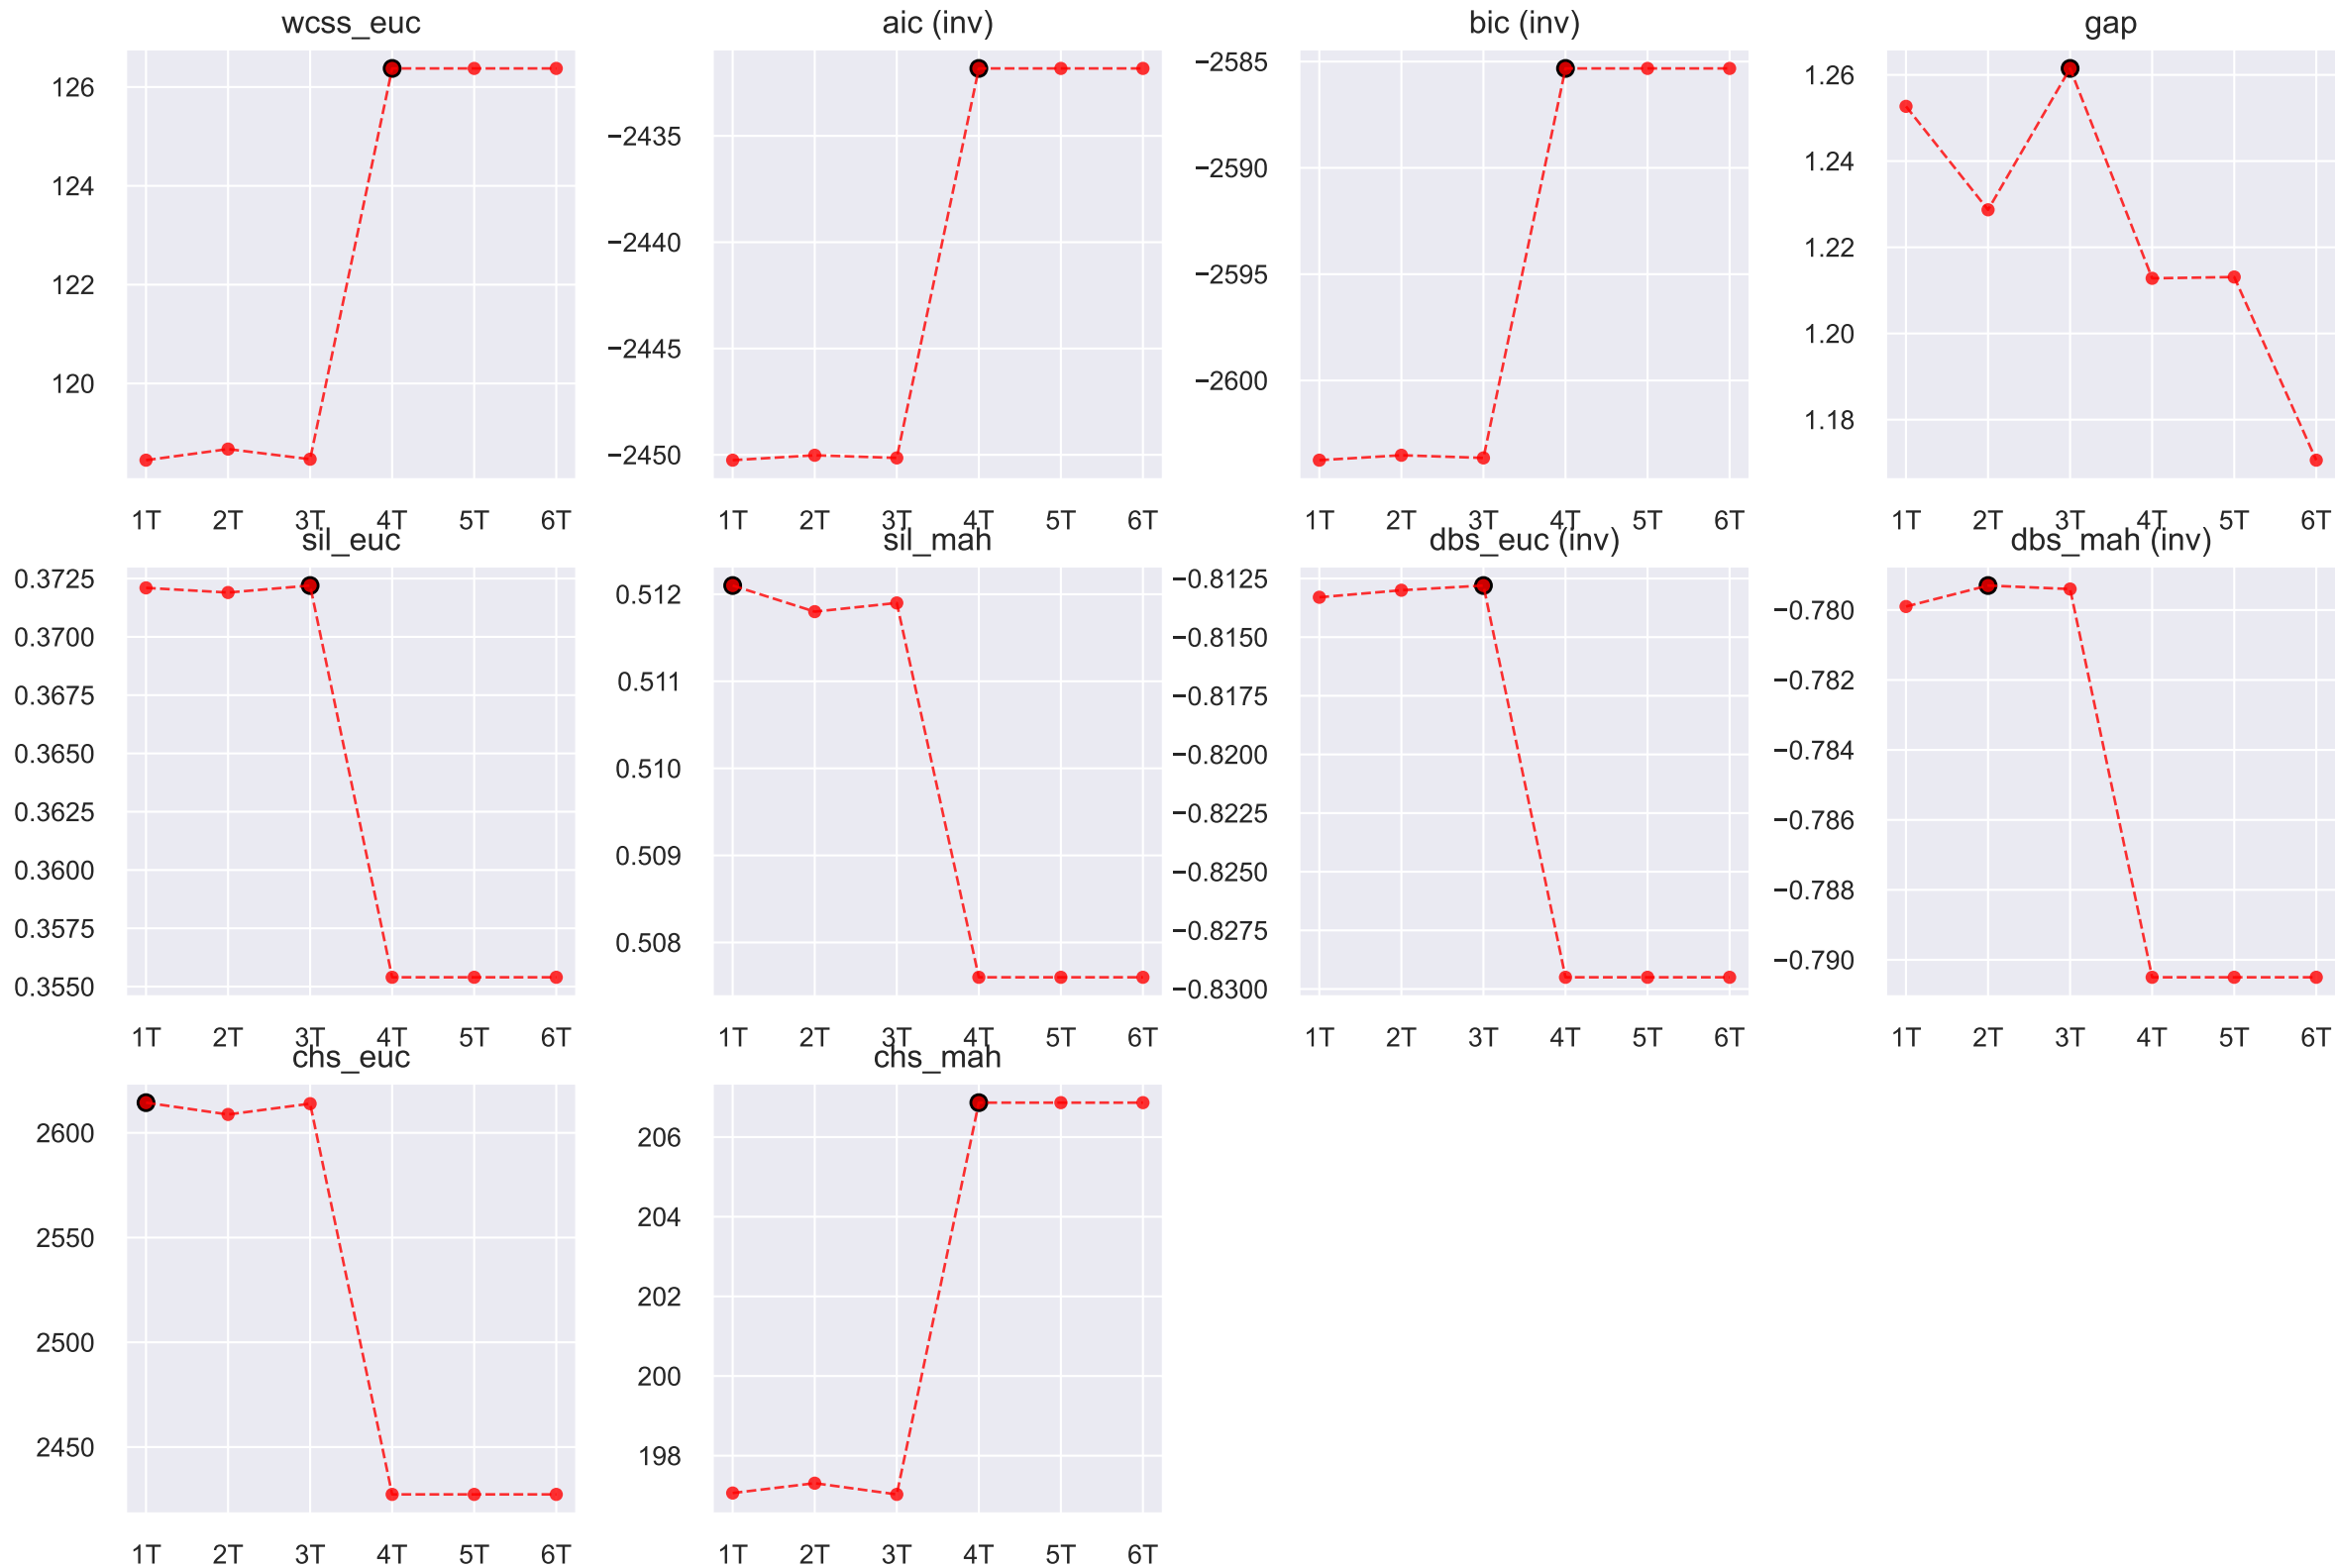 wcss_euc
126
124
122
120
1T 2T 3T 4T 5T 6T
aic (inv)
−2435
−2440
−2445
−2450
1T 2T 3T 4T 5T 6T
bic (inv)
−2585
−2590
−2595
−2600
1T 2T 3T 4T 5T 6T
gap
1.26
1.24
1.22
1.20
1.18
1T 2T 3T 4T 5T 6T
sil_euc
0.3725
0.3700
0.3675
0.3650
0.3625
0.3600
0.3575
0.3550
1T 2T 3T 4T 5T 6T
sil_mah
0.512
0.511
0.510
0.509
0.508
1T 2T 3T 4T 5T 6T
dbs_euc (inv)
−0.8125
−0.8150
−0.8175
−0.8200
−0.8225
−0.8250
−0.8275
−0.8300
1T 2T 3T 4T 5T 6T
dbs_mah (inv)
−0.780
−0.782
−0.784
−0.786
−0.788
−0.790
1T 2T 3T 4T 5T 6T
chs_euc
2600
2550
2500
2450
1T 2T 3T 4T 5T 6T
chs_mah
206
204
202
200
198
1T 2T 3T 4T 5T 6T